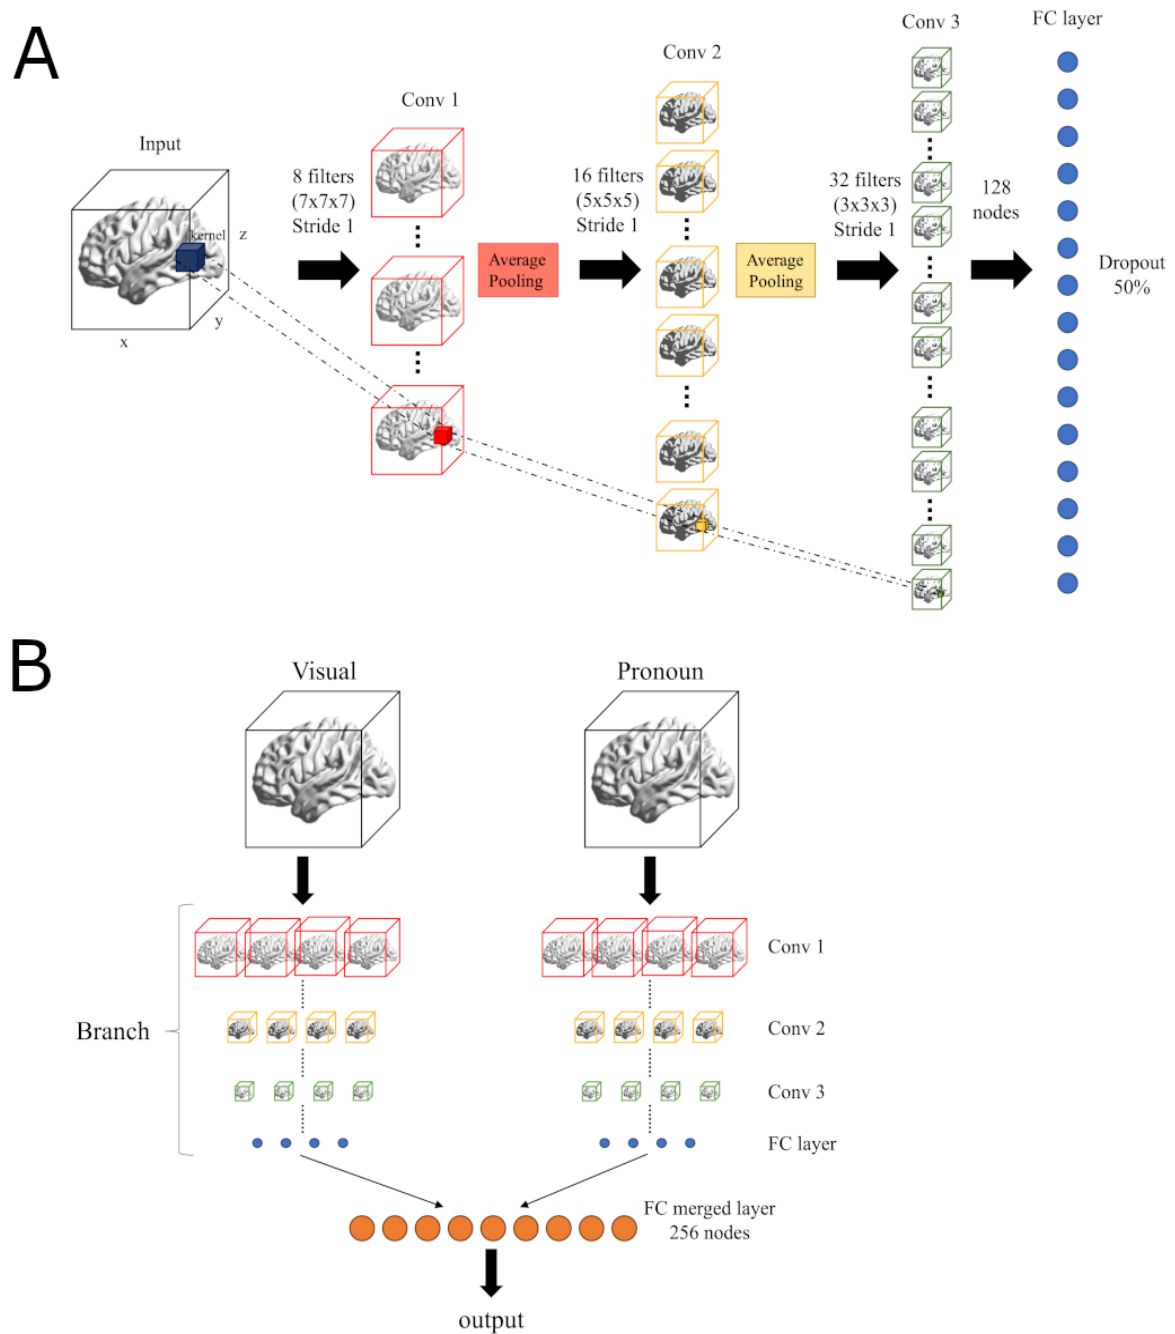 A
Input
kernel
z
y
x
8 filters
(7x7x7)
Stride 1
Conv 1
Average
Pooling
16 filters
(5x5x5)
Stride 1
Conv 2
Average
Pooling
32 filters
(3x3x3)
Stride 1
Conv 3
128
nodes
FC layer
Dropout
50%
B
Visual
Pronoun
Branch
Conv 1
Conv 2
Conv 3
FC layer
FC merged layer
256 nodes
output